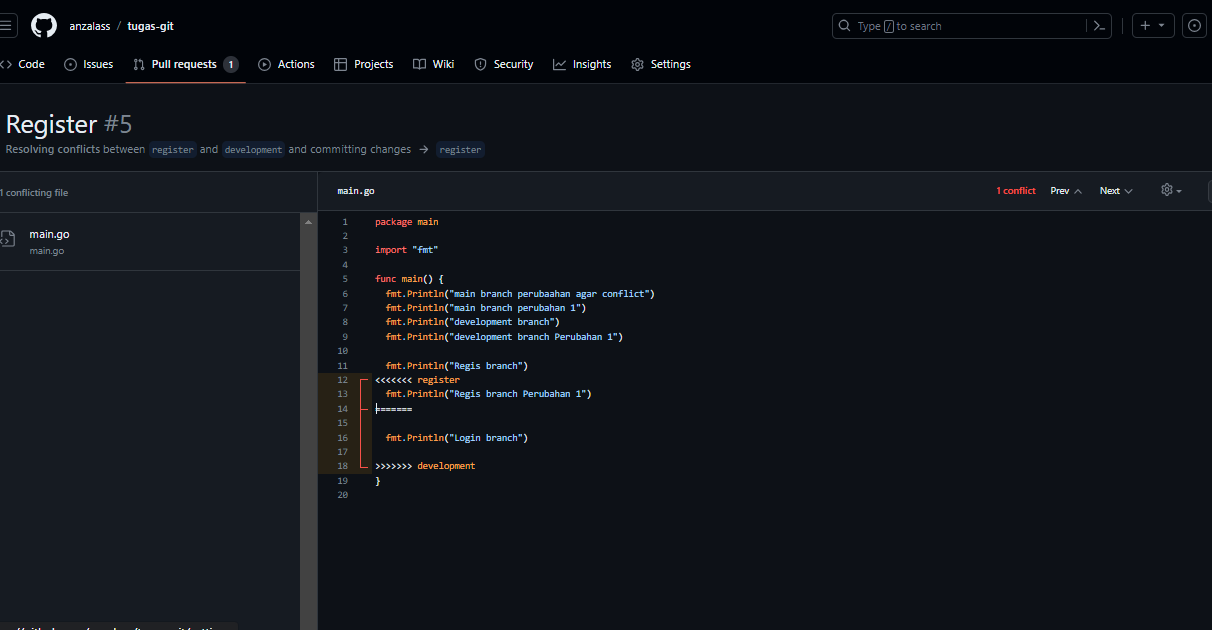 anzalass / tugas-git
Type / to search
Code Issues Pull requests 1 Actions Projects Wiki Security Insights Settings
Register #5
Resolving conflicts between register and development and committing changes → register
1 conflicting file
main.go
main.go
main.go
1 conflict Prev Next
1 package main
2
3 import "fmt"
4
5 func main() {
6 fmt.Println("main branch perubaahan agar conflict")
7 fmt.Println("main branch perubahan 1")
8 fmt.Println("development branch")
9 fmt.Println("development branch Perubahan 1")
10
11 fmt.Println("Regis branch")
12 <<<<<<< register
13 fmt.Println("Regis branch Perubahan 1")
14 =======
15
16 fmt.Println("Login branch")
17
18 >>>>>>> development
19 }
20